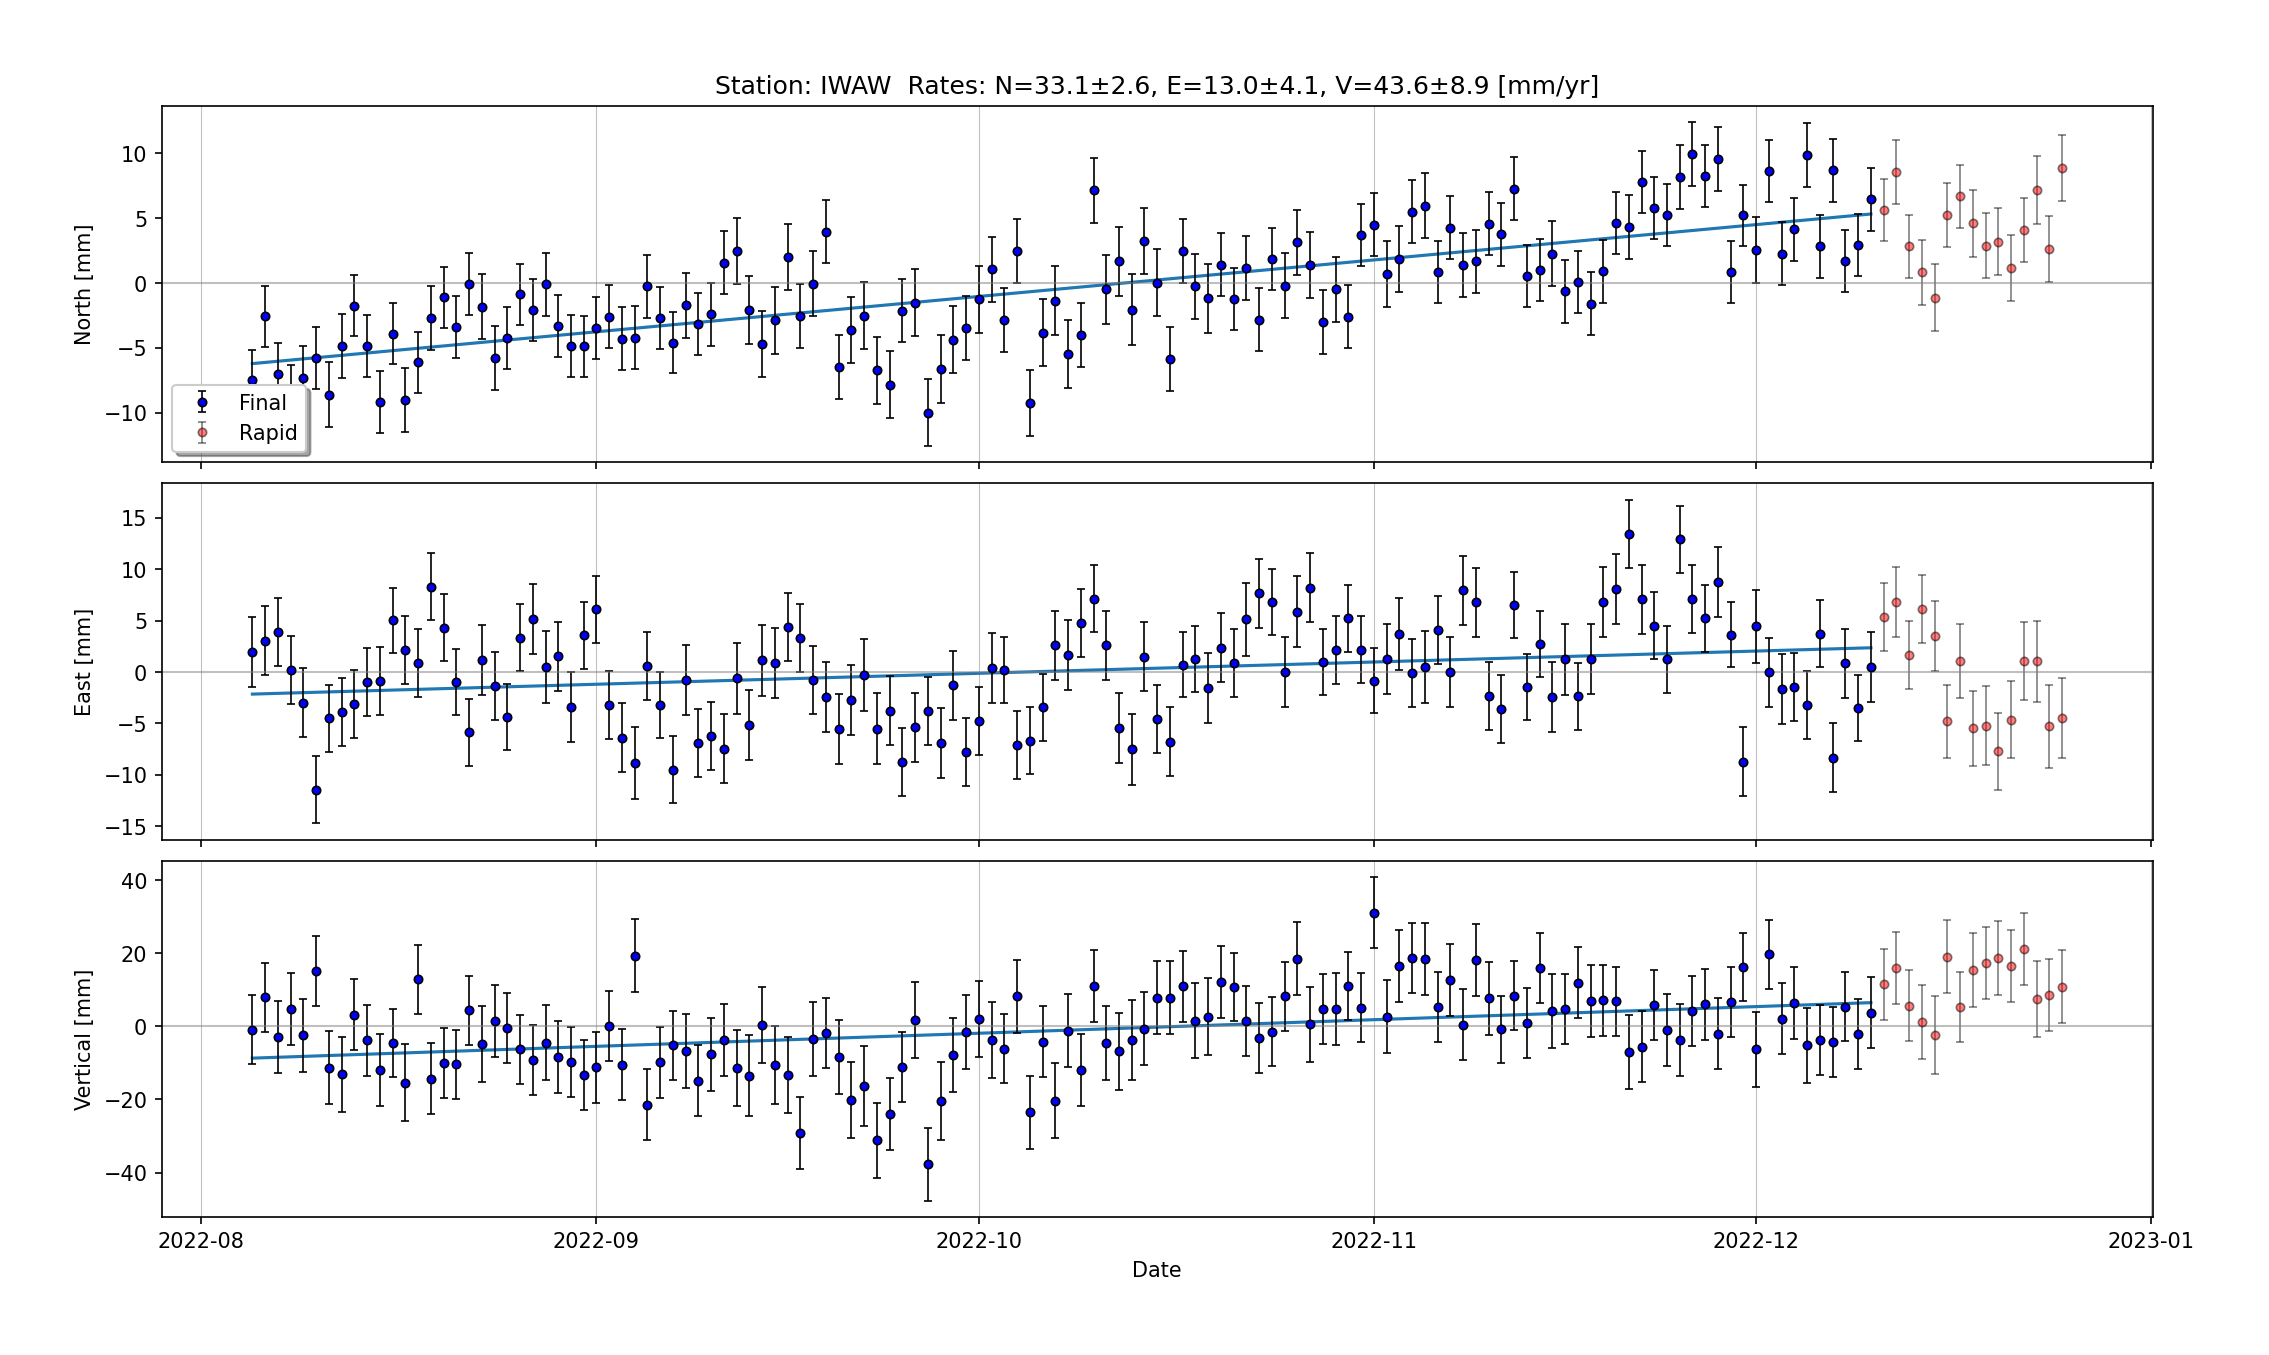 Station: IWAW  Rates: N=33.1±2.6, E=13.0±4.1, V=43.6±8.9 [mm/yr]
North [mm]
10
5
0
−5
−10
Final
Rapid
East [mm]
15
10
5
0
−5
−10
−15
Vertical [mm]
40
20
0
−20
−40
2022-08 2022-09 2022-10 2022-11 2022-12 2023-01
Date